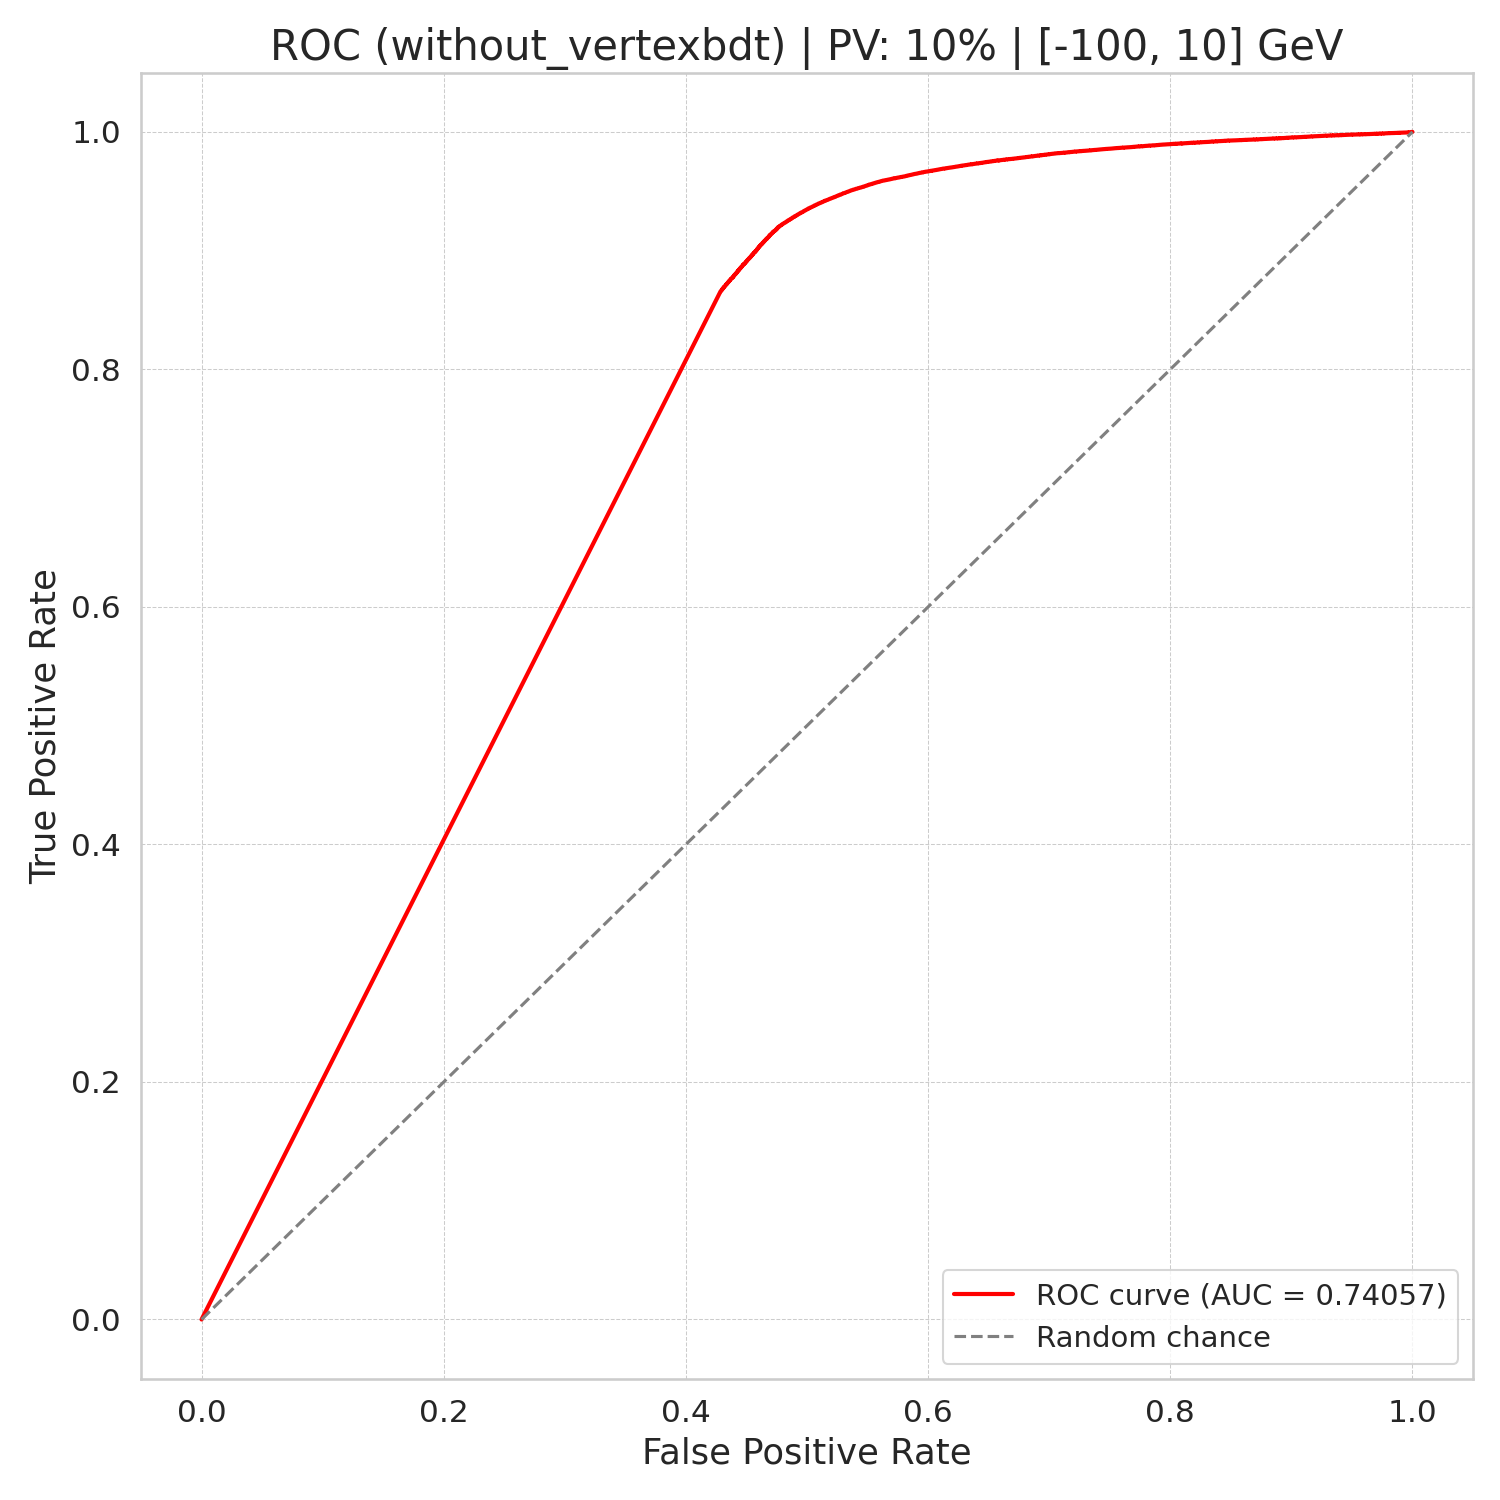 ROC (without_vertexbdt) | PV: 10% | [-100, 10] GeV
True Positive Rate
1.0
0.8
0.6
0.4
0.2
0.0
ROC curve (AUC = 0.74057)
Random chance
0.0 0.2 0.4 0.6 0.8 1.0
False Positive Rate